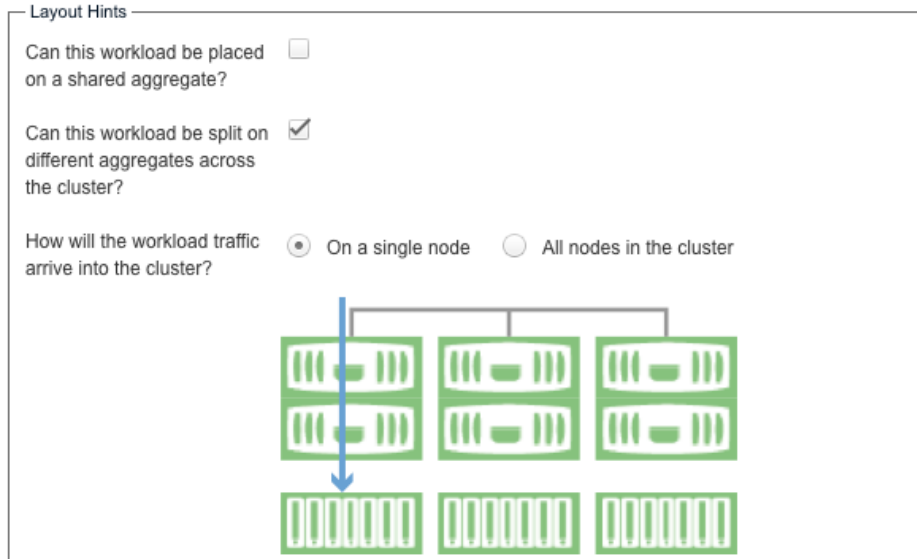 Layout Hints
Can this workload be placed
on a shared aggregate?
Can this workload be split on
different aggregates across
the cluster?
How will the workload traffic
arrive into the cluster?
On a single node
All nodes in the cluster